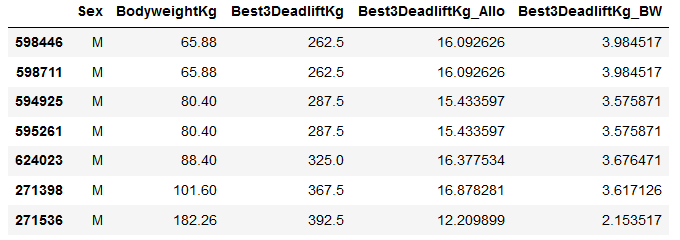 Sex BodyweightKg Best3DeadliftKg Best3DeadliftKg_Allo Best3DeadliftKg_BW
598446 M 65.88 262.5 16.092626 3.984517
598711 M 65.88 262.5 16.092626 3.984517
594925 M 80.40 287.5 15.433597 3.575871
595261 M 80.40 287.5 15.433597 3.575871
624023 M 88.40 325.0 16.377534 3.676471
271398 M 101.60 367.5 16.878281 3.617126
271536 M 182.26 392.5 12.209899 2.153517